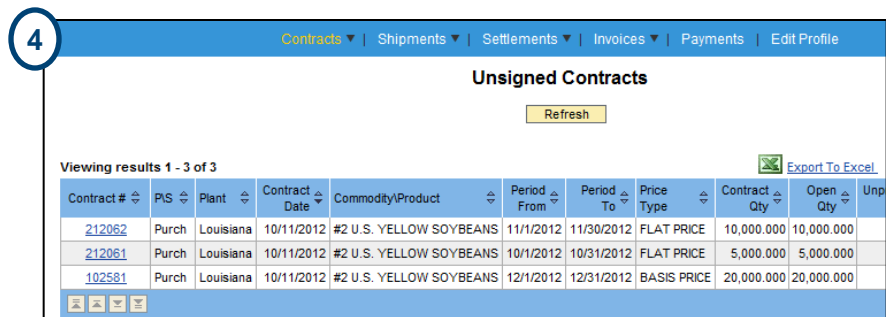 4
Contracts ▼ | Shipments ▼ | Settlements ▼ | Invoices ▼ | Payments | Edit Profile
Unsigned Contracts
Refresh
Viewing results 1 - 3 of 3
Export To Excel
Contract # P\S Plant Contract Date Commodity\Product Period From Period To Price Type Contract Qty Open Qty Unp
212062 Purch Louisiana 10/11/2012 #2 U.S. YELLOW SOYBEANS 11/1/2012 11/30/2012 FLAT PRICE 10,000.000 10,000.000
212061 Purch Louisiana 10/11/2012 #2 U.S. YELLOW SOYBEANS 10/1/2012 10/31/2012 FLAT PRICE 5,000.000 5,000.000
102581 Purch Louisiana 10/11/2012 #2 U.S. YELLOW SOYBEANS 12/1/2012 12/31/2012 BASIS PRICE 20,000.000 20,000.000